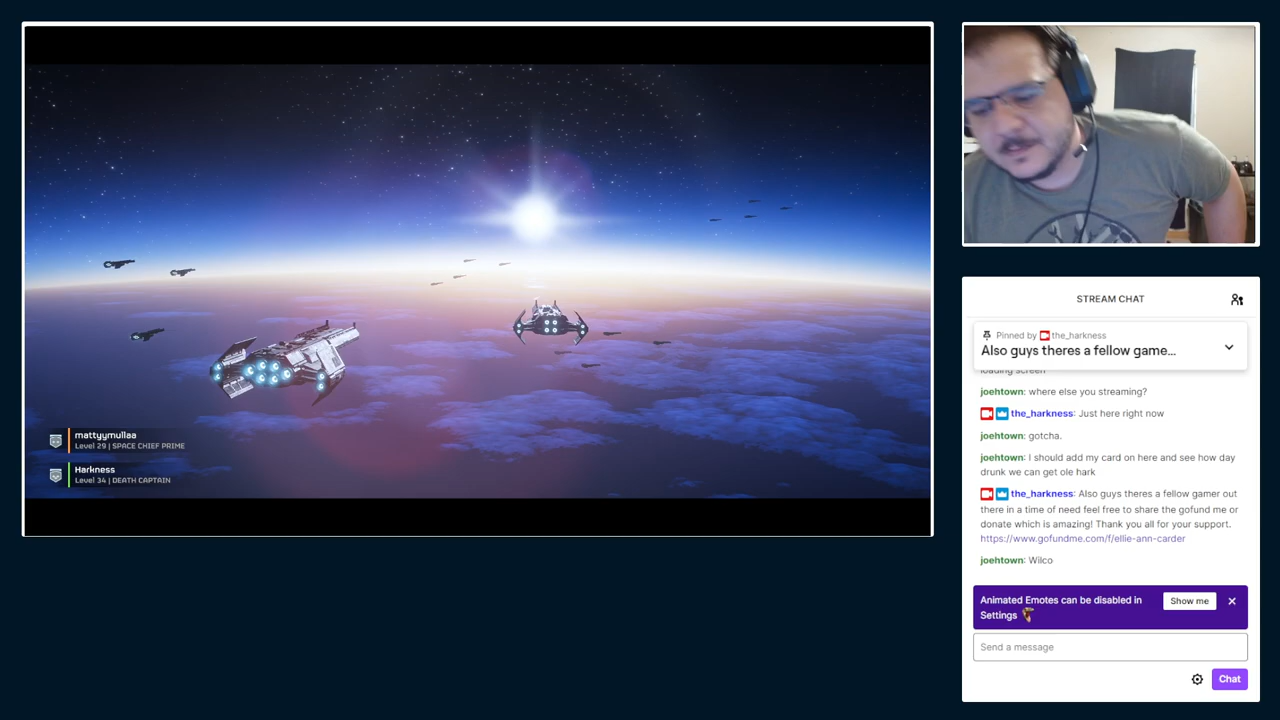 mattyymullaa
Level 29 | SPACE CHIEF PRIME
Harkness
Level 34 | DEATH CAPTAIN
STREAM CHAT
Pinned by the_harkness
Also guys theres a fellow game...
loading screen
joehtown: where else you streaming?
the_harkness: Just here right now
joehtown: gotcha.
joehtown: I should add my card on here and see how day
drunk we can get ole hark
the_harkness: Also guys theres a fellow gamer out
there in a time of need feel free to share the gofund me or
donate which is amazing! Thank you all for your support.
https://www.gofundme.com/f/ellie-ann-carder
joehtown: Wilco
Animated Emotes can be disabled in
Settings
Show me
Send a message
Chat